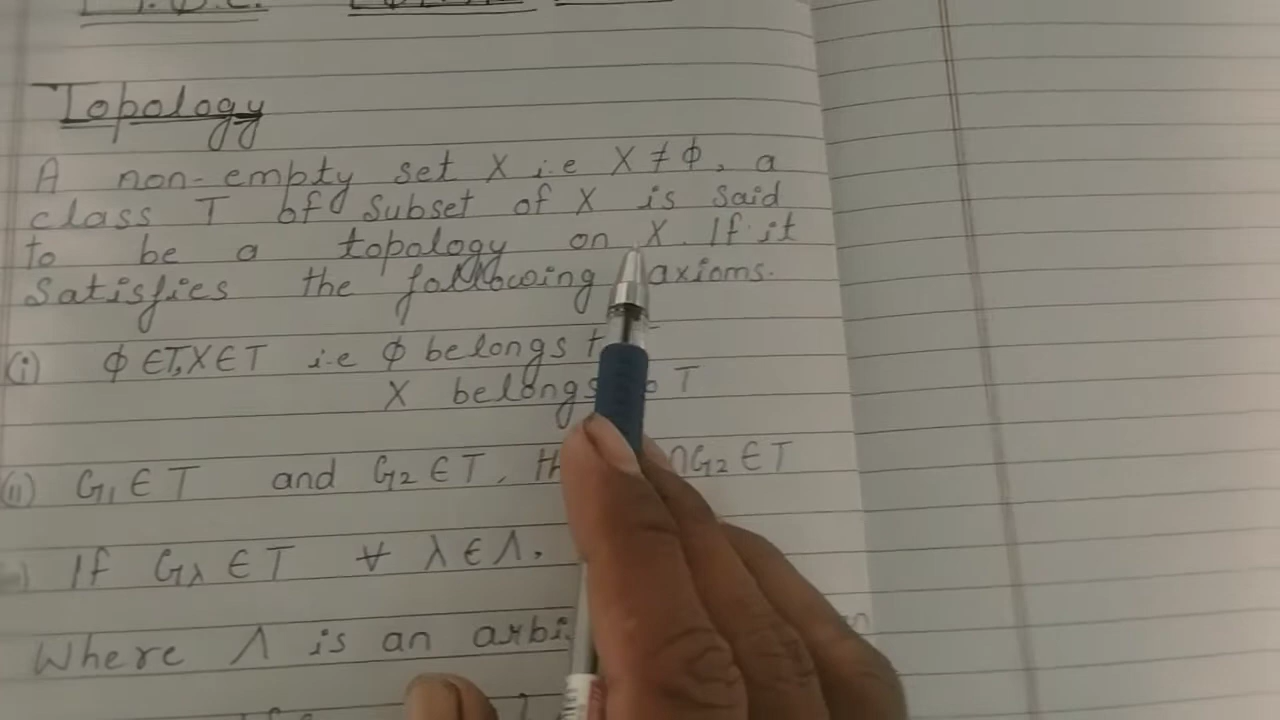 Topology
A non-empty set X i.e X ≠ ϕ, a
class T of subset of X is said
to be a topology on X. If it
Satisfies the following axioms.
(i) ϕ ∈ T, X ∈ T i.e ϕ belongs
X belongs T
(ii) G₁ ∈ T and G₂ ∈ T, ∩G₂ ∈ T
If Gλ ∈ T ∀ λ ∈ Λ,
Where Λ is an